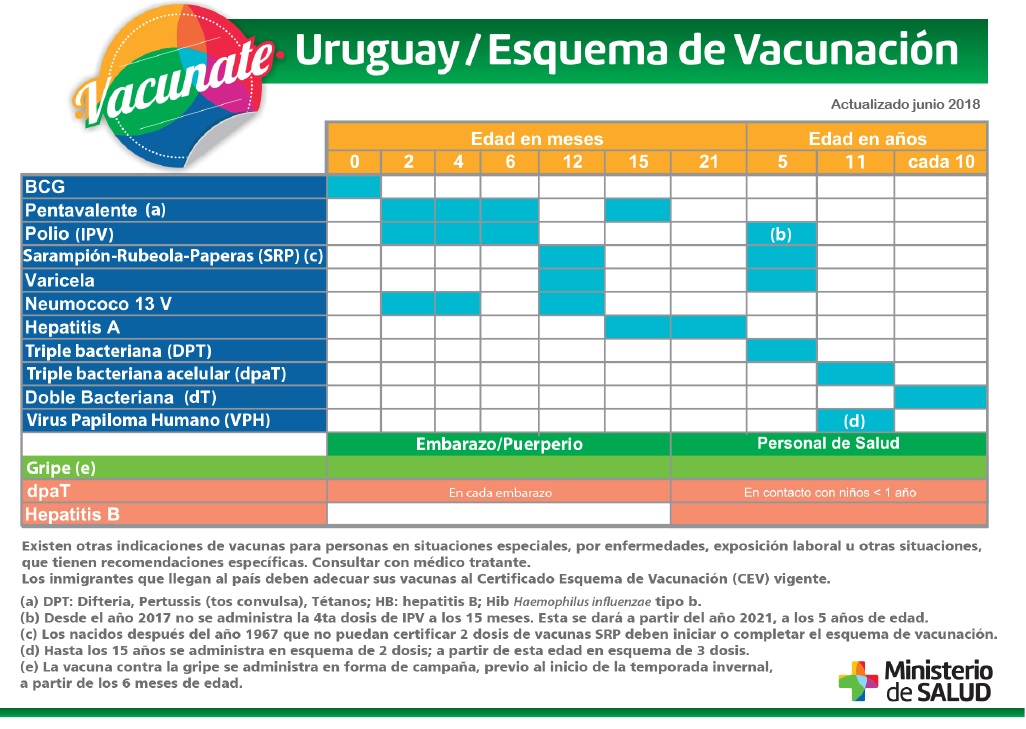 Vacunate
Uruguay / Esquema de Vacunación
Actualizado junio 2018
Edad en meses Edad en años
0 2 4 6 12 15 21 5 11 cada 10
BCG
Pentavalente (a)
Polio (IPV) (b)
Sarampión-Rubeola-Paperas (SRP) (c)
Varicela
Neumococo 13 V
Hepatitis A
Triple bacteriana (DPT)
Triple bacteriana acelular (dpaT)
Doble Bacteriana (dT)
Virus Papiloma Humano (VPH) (d)
Embarazo/Puerperio Personal de Salud
Gripe (e)
dpaT En cada embarazo En contacto con niños < 1 año
Hepatitis B
Existen otras indicaciones de vacunas para personas en situaciones especiales, por enfermedades, exposición laboral u otras situaciones,
que tienen recomendaciones específicas. Consultar con médico tratante.
Los inmigrantes que llegan al país deben adecuar sus vacunas al Certificado Esquema de Vacunación (CEV) vigente.
(a) DPT: Difteria, Pertussis (tos convulsa), Tétanos; HB: hepatitis B; Hib Haemophilus influenzae tipo b.
(b) Desde el año 2017 no se administra la 4ta dosis de IPV a los 15 meses. Esta se dará a partir del año 2021, a los 5 años de edad.
(c) Los nacidos después del año 1967 que no puedan certificar 2 dosis de vacunas SRP deben iniciar o completar el esquema de vacunación.
(d) Hasta los 15 años se administra en esquema de 2 dosis; a partir de esta edad en esquema de 3 dosis.
(e) La vacuna contra la gripe se administra en forma de campaña, previo al inicio de la temporada invernal,
a partir de los 6 meses de edad.
Ministerio
de SALUD